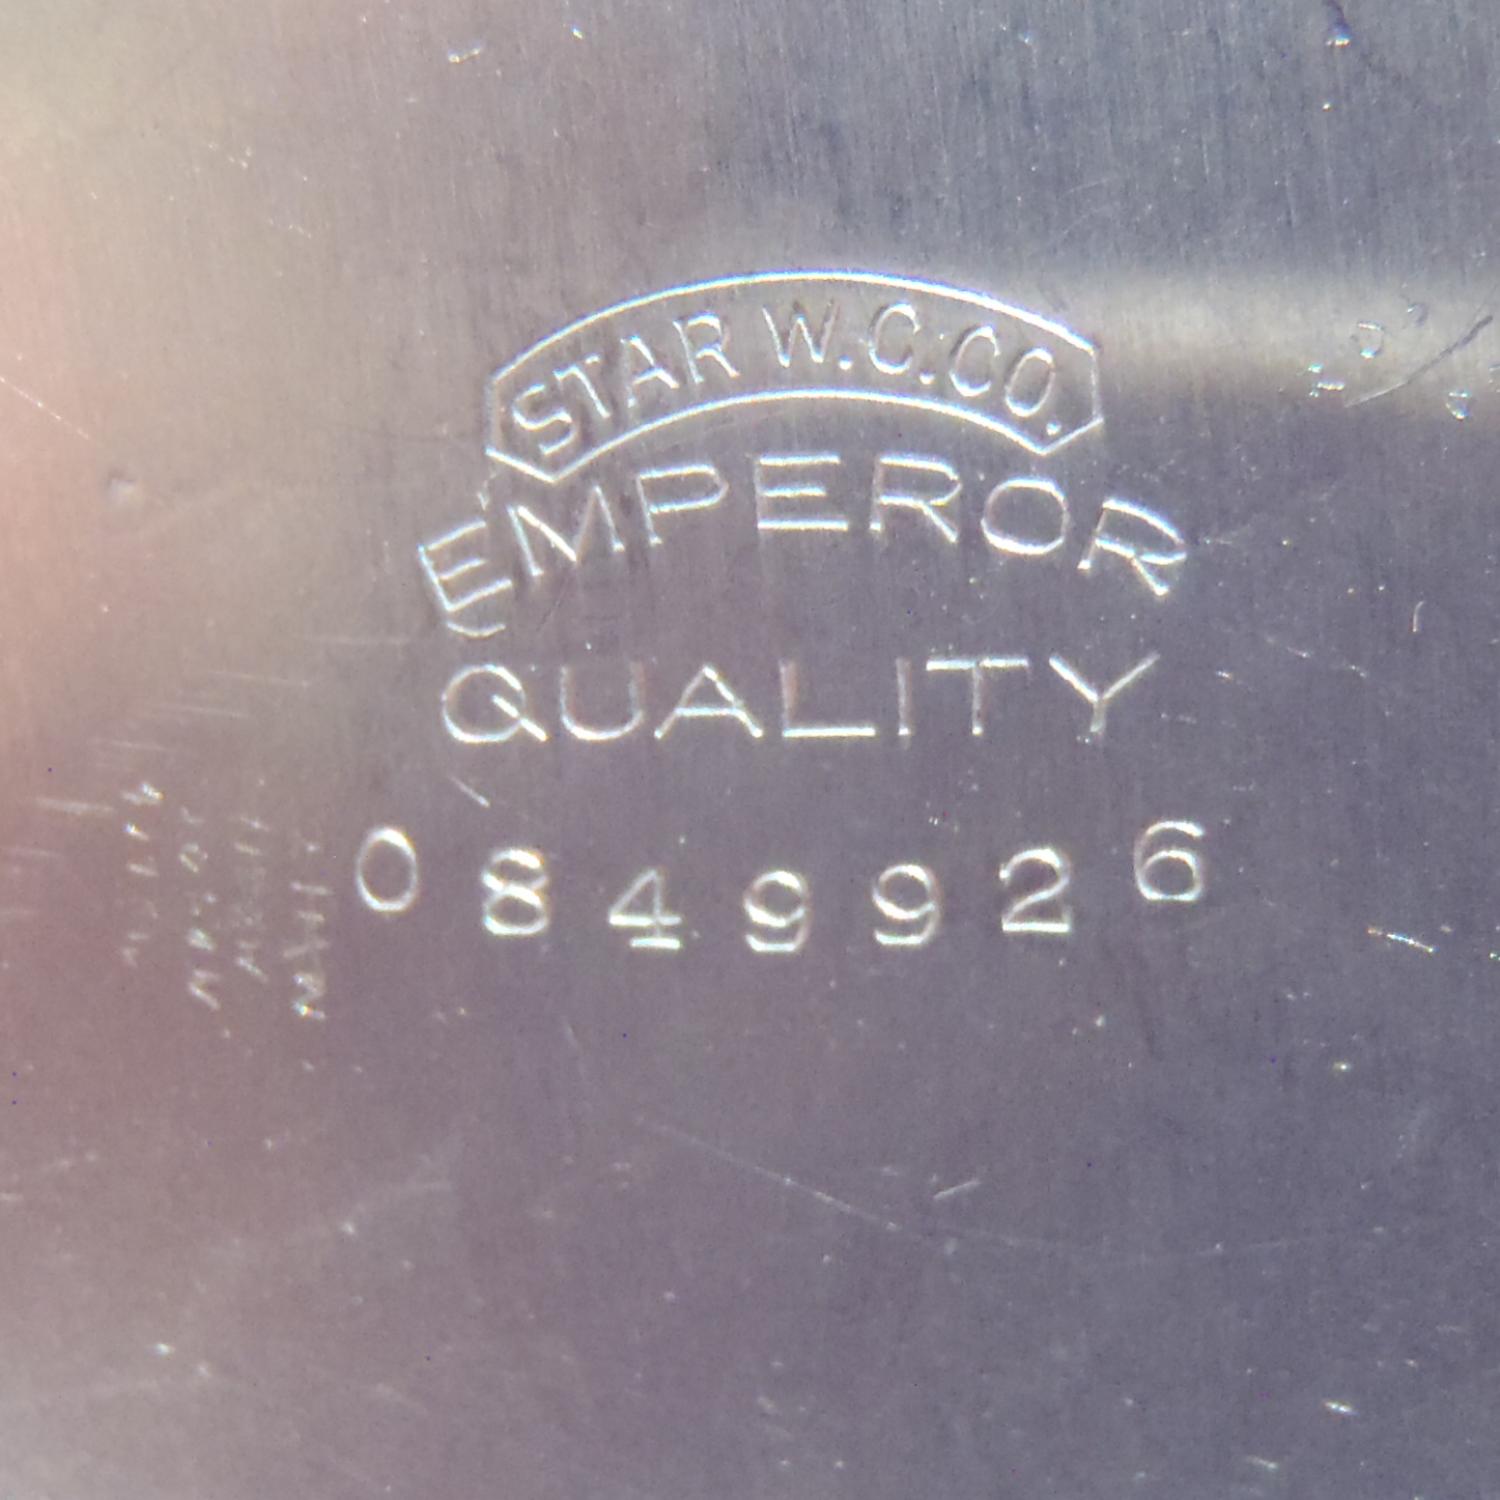 STAR W.C.CO.
EMPEROR
QUALITY
0849926